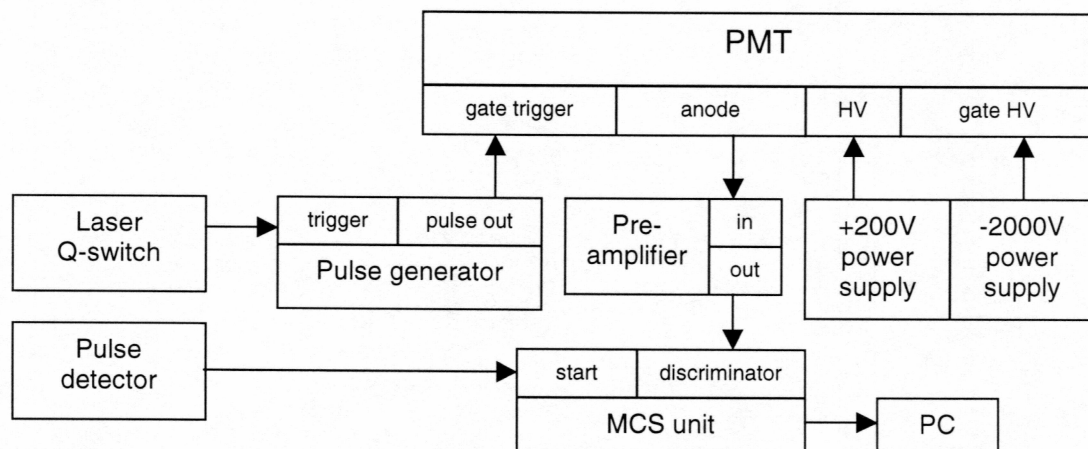 PMT
gate trigger
anode
HV
gate HV
Laser
Q-switch
trigger
pulse out
Pulse generator
Pre-
amplifier
in
out
+200V
power
supply
-2000V
power
supply
Pulse
detector
start
discriminator
MCS unit
PC